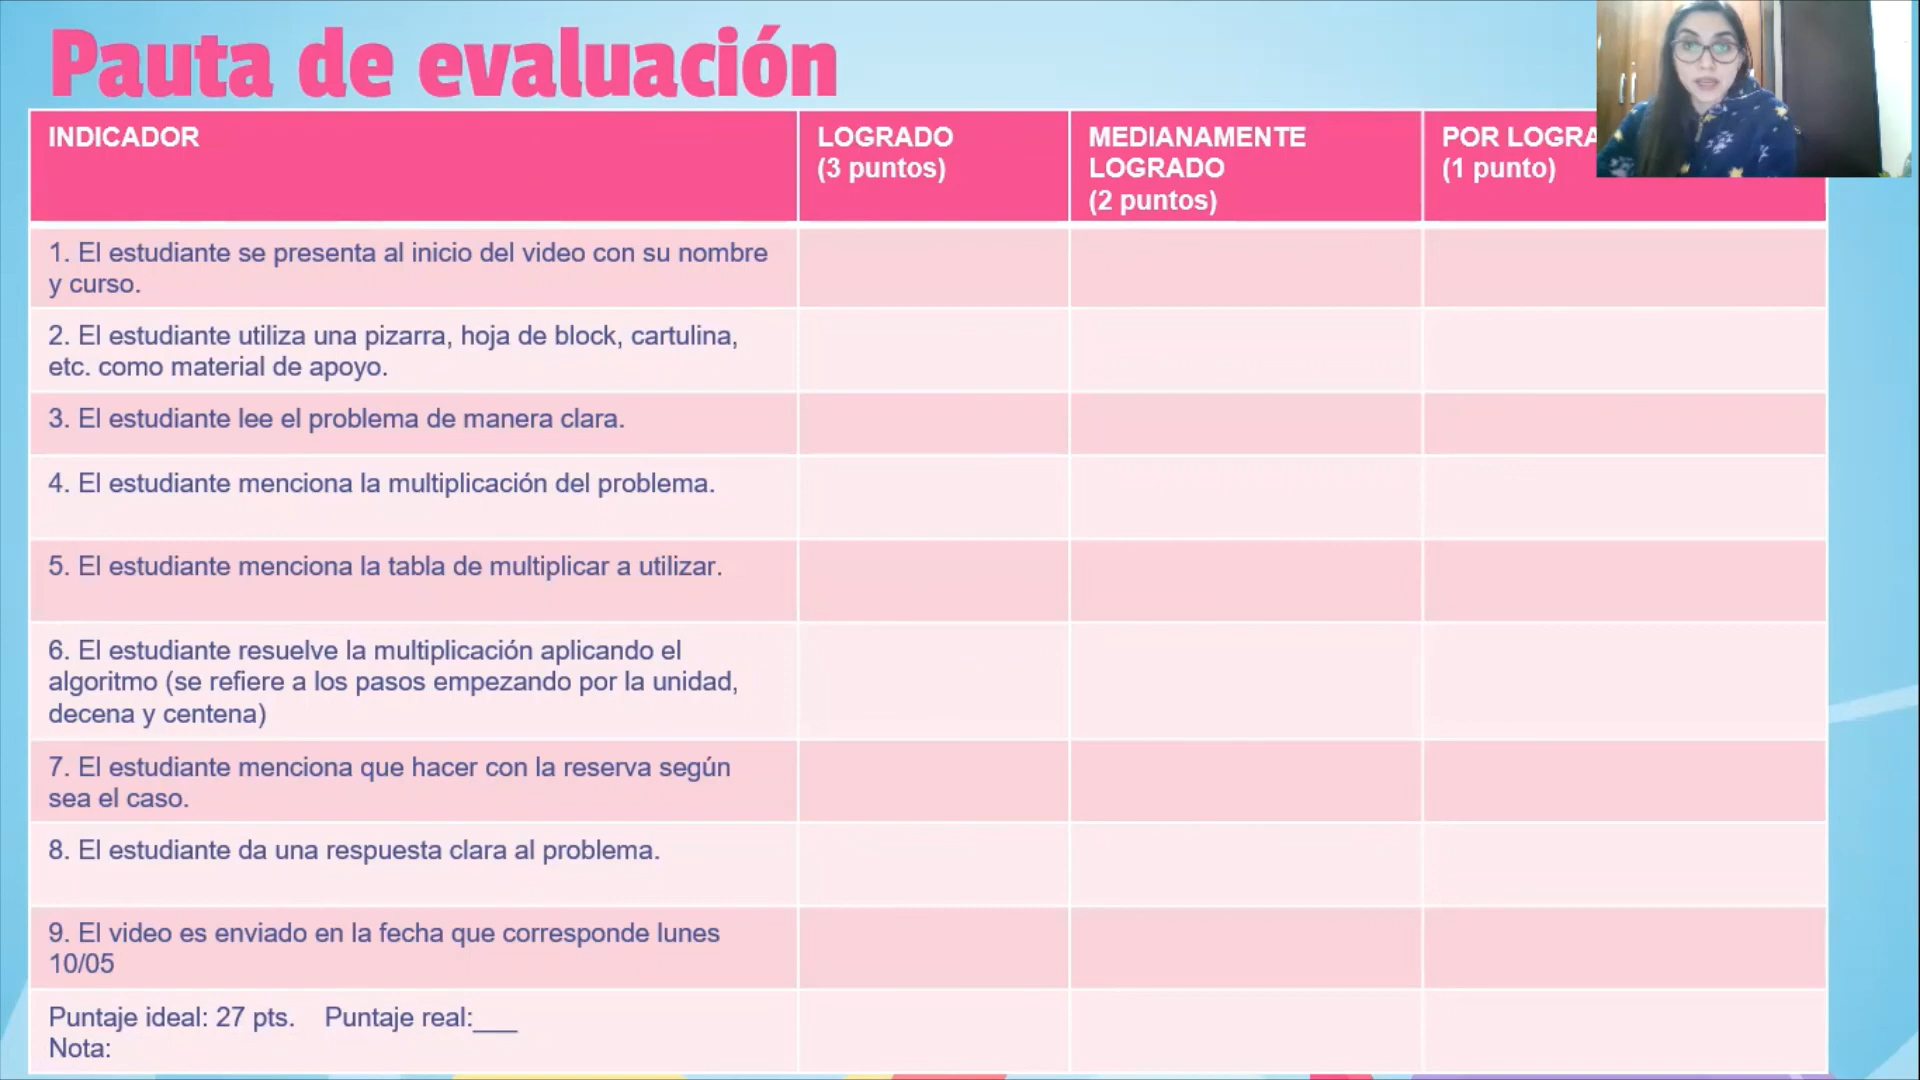 Pauta de evaluación
INDICADOR
LOGRADO
(3 puntos)
MEDIANAMENTE
LOGRADO
(2 puntos)
POR LOGRA
(1 punto)
1. El estudiante se presenta al inicio del video con su nombre
y curso.
2. El estudiante utiliza una pizarra, hoja de block, cartulina,
etc. como material de apoyo.
3. El estudiante lee el problema de manera clara.
4. El estudiante menciona la multiplicación del problema.
5. El estudiante menciona la tabla de multiplicar a utilizar.
6. El estudiante resuelve la multiplicación aplicando el
algoritmo (se refiere a los pasos empezando por la unidad,
decena y centena)
7. El estudiante menciona que hacer con la reserva según
sea el caso.
8. El estudiante da una respuesta clara al problema.
9. El video es enviado en la fecha que corresponde lunes
10/05
Puntaje ideal: 27 pts. Puntaje real:___
Nota: